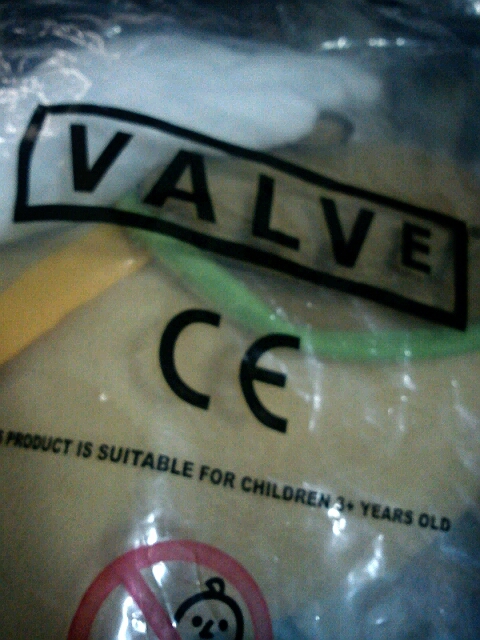 VALVE
CE
PRODUCT IS SUITABLE FOR CHILDREN 3+ YEARS OLD